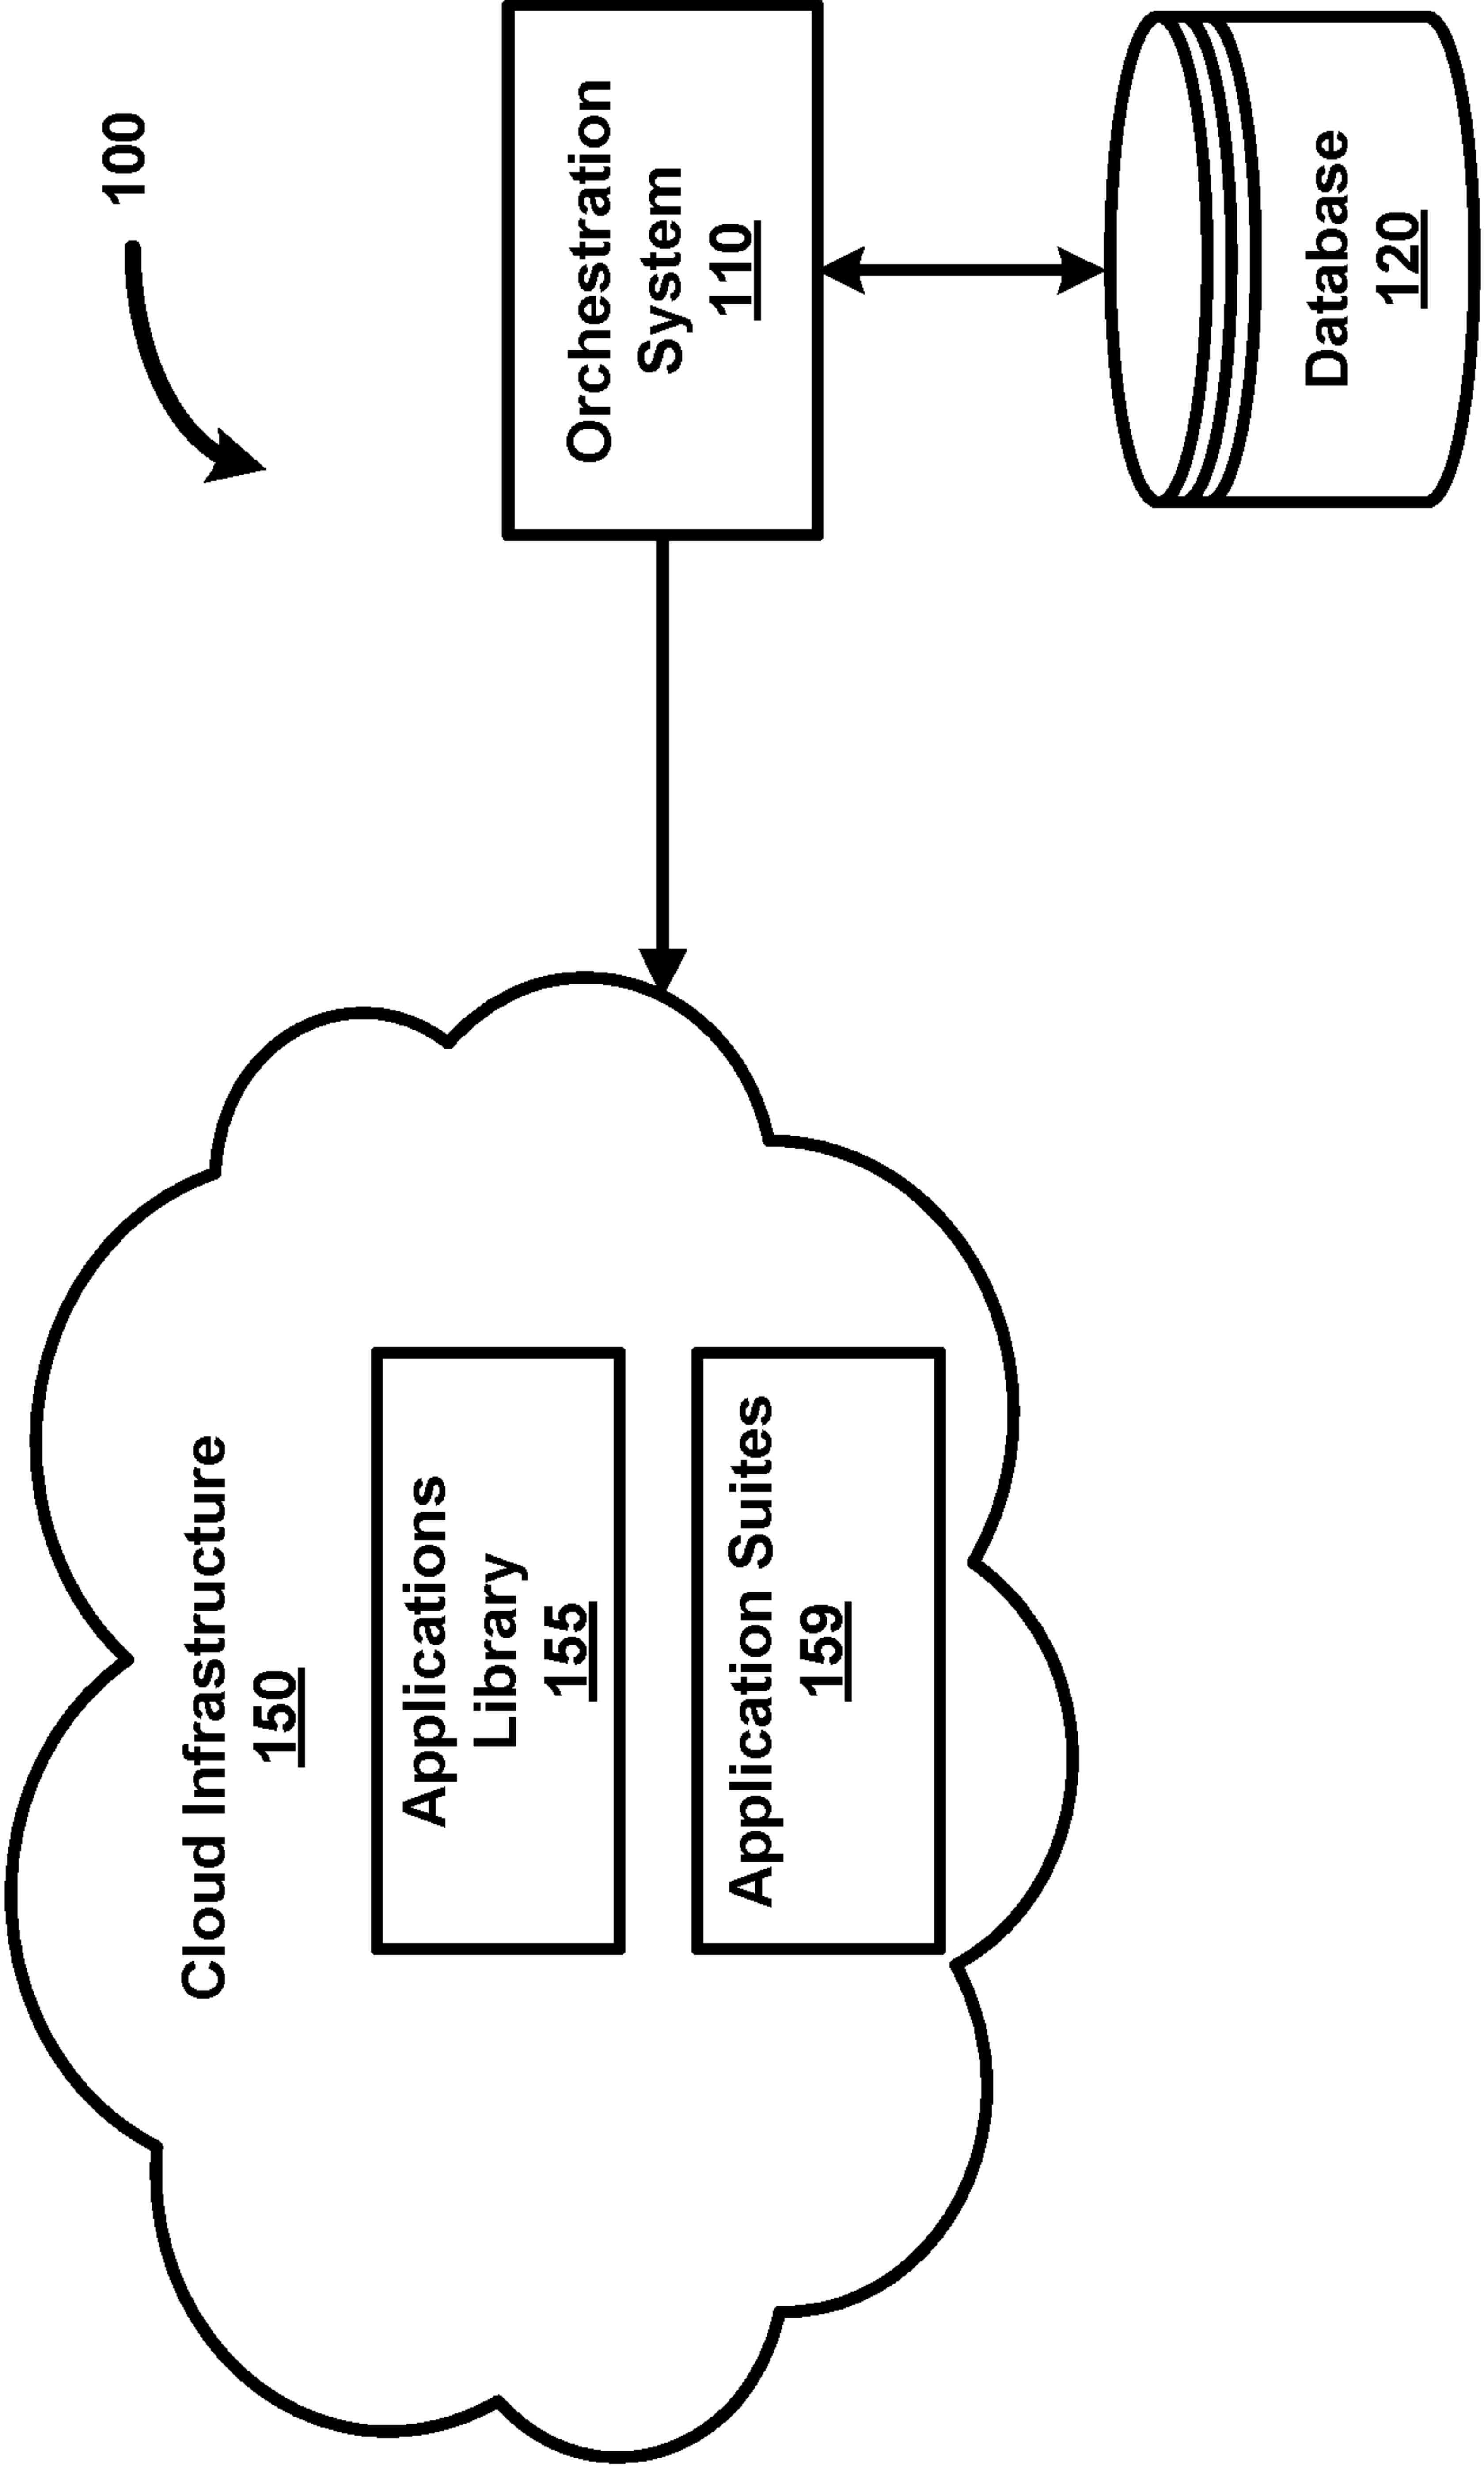 100
Cloud Infrastructure
150
Applications
Library
155
Application Suites
159
Orchestration
System
110
Database
120